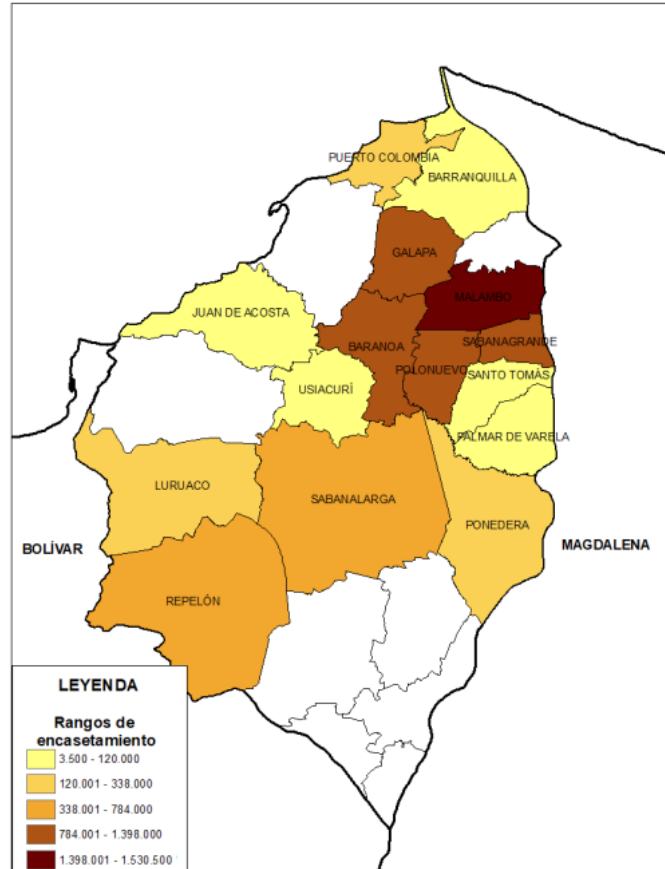 PUERTO COLOMBIA
BARRANQUILLA
GALAPA
MALAMBO
JUAN DE ACOSTA
SABANAGRANDE
BARANOA
POLONUEVO
SANTO TOMÁS
USIACURÍ
PALMAR DE VARELA
LURUACO
SABANALARGA
PONEDERA
BOLÍVAR
MAGDALENA
REPELÓN
LEYENDA
Rangos de
encasetamiento
3.500 - 120.000
120.001 - 338.000
338.001 - 784.000
784.001 - 1.398.000
1.398.001 - 1.530.500